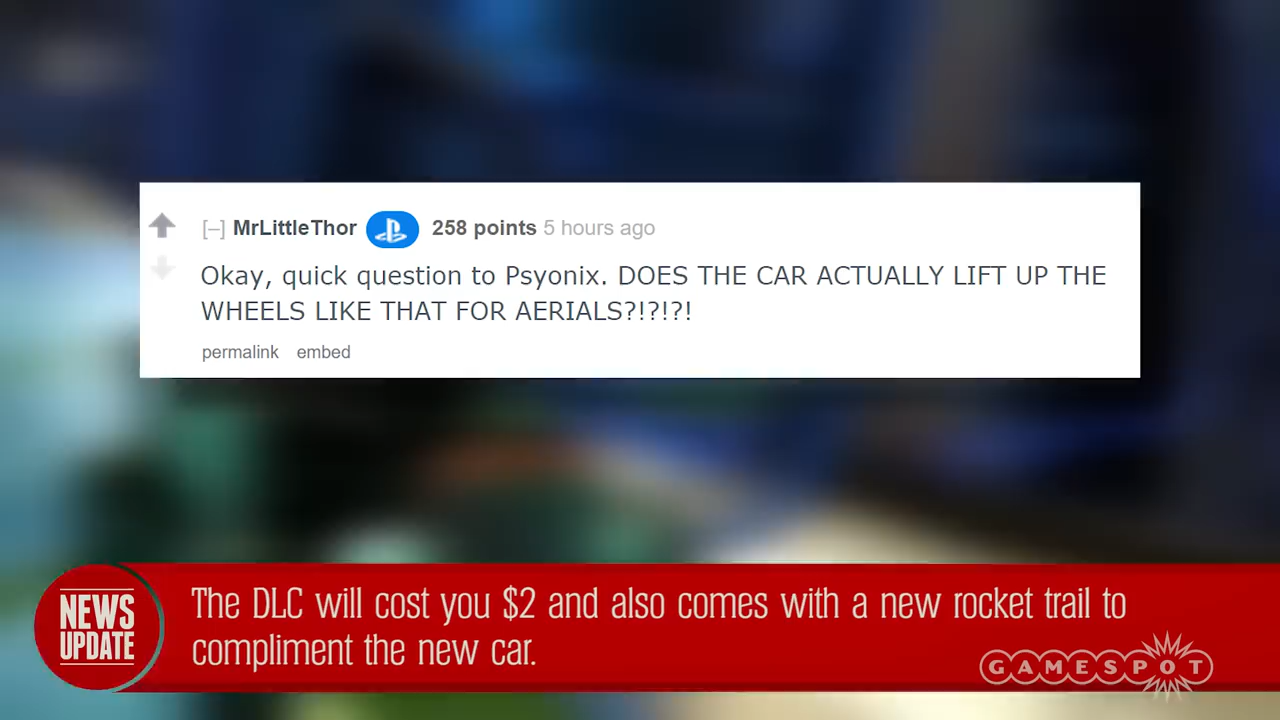 [–] MrLittleThor 258 points 5 hours ago
Okay, quick question to Psyonix. DOES THE CAR ACTUALLY LIFT UP THE
WHEELS LIKE THAT FOR AERIALS?!?!?!
permalink embed
NEWS
UPDATE
The DLC will cost you $2 and also comes with a new rocket trail to
compliment the new car.
GAMESPOT